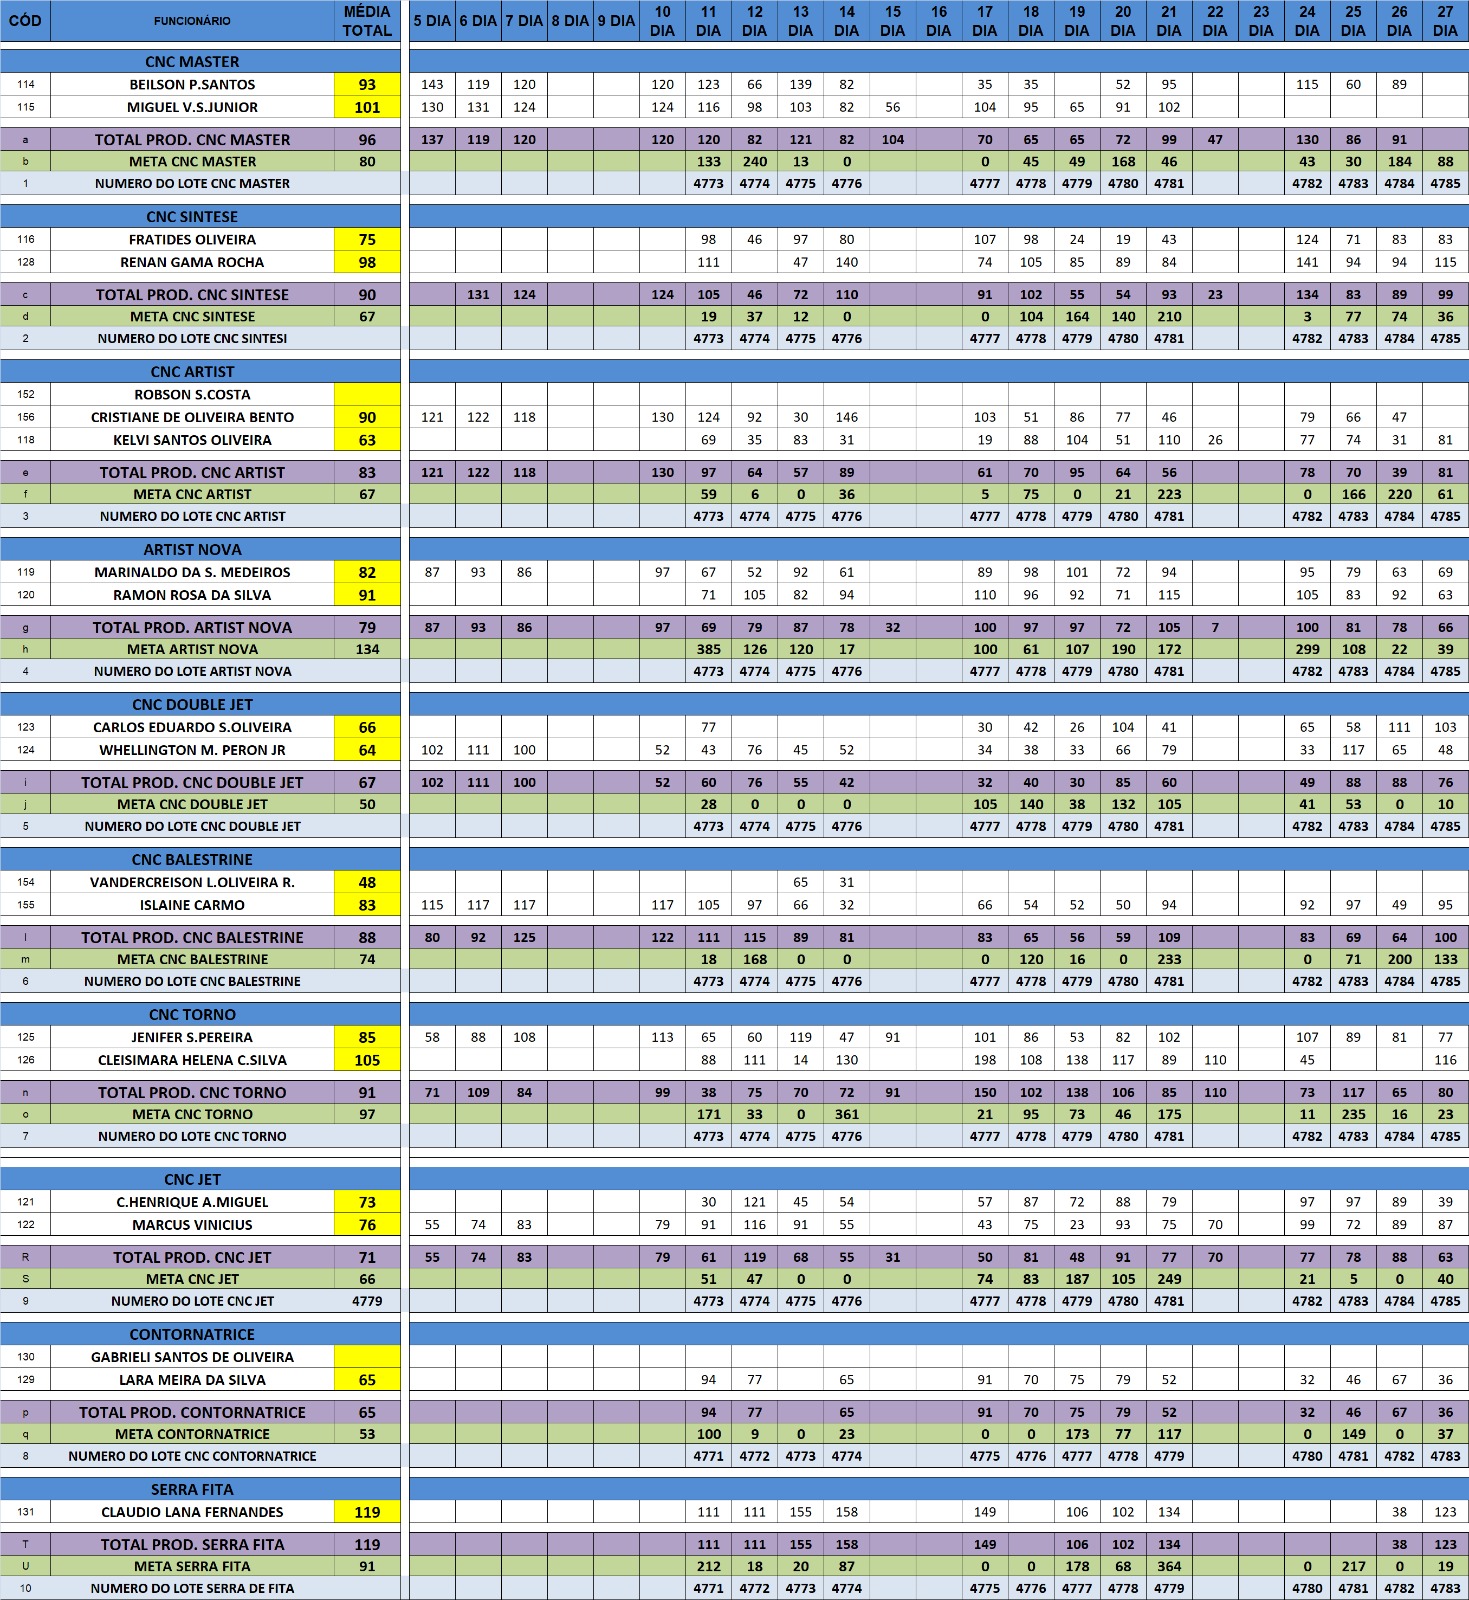 CÓD FUNCIONÁRIO MÉDIA TOTAL 5 DIA 6 DIA 7 DIA 8 DIA 9 DIA 10 DIA 11 DIA 12 DIA 13 DIA 14 DIA 15 DIA 16 DIA 17 DIA 18 DIA 19 DIA 20 DIA 21 DIA 22 DIA 23 DIA 24 DIA 25 DIA 26 DIA 27 DIA
CNC MASTER
114 BEILSON P.SANTOS 93 143 119 120 120 123 66 139 82 35 35 52 95 115 60 89
115 MIGUEL V.S.JUNIOR 101 130 131 124 124 116 98 103 82 56 104 95 65 91 102
a TOTAL PROD. CNC MASTER 96 137 119 120 120 120 82 121 82 104 70 65 65 72 99 47 130 86 91
b META CNC MASTER 80 133 240 13 0 0 45 49 168 46 43 30 184 88
1 NUMERO DO LOTE CNC MASTER 4773 4774 4775 4776 4777 4778 4779 4780 4781 4782 4783 4784 4785
CNC SINTESE
116 FRATIDES OLIVEIRA 75 98 46 97 80 107 98 24 19 43 124 71 83 83
128 RENAN GAMA ROCHA 98 111 47 140 74 105 85 89 84 141 94 94 115
c TOTAL PROD. CNC SINTESE 90 131 124 124 105 46 72 110 91 102 55 54 93 23 134 83 89 99
d META CNC SINTESE 67 19 37 12 0 0 104 164 140 210 3 77 74 36
2 NUMERO DO LOTE CNC SINTESI 4773 4774 4775 4776 4777 4778 4779 4780 4781 4782 4783 4784 4785
CNC ARTIST
152 ROBSON S.COSTA
156 CRISTIANE DE OLIVEIRA BENTO 90 121 122 118 130 124 92 30 146 103 51 86 77 46 79 66 47
118 KELVI SANTOS OLIVEIRA 63 69 35 83 31 19 88 104 51 110 26 77 74 31 81
e TOTAL PROD. CNC ARTIST 83 121 122 118 130 97 64 57 89 61 70 95 64 56 78 70 39 81
f META CNC ARTIST 67 59 6 0 36 5 75 0 21 223 0 166 220 61
3 NUMERO DO LOTE CNC ARTIST 4773 4774 4775 4776 4777 4778 4779 4780 4781 4782 4783 4784 4785
ARTIST NOVA
119 MARINALDO DA S. MEDEIROS 82 87 93 86 97 67 52 92 61 89 98 101 72 94 95 79 63 69
120 RAMON ROSA DA SILVA 91 71 105 82 94 110 96 92 71 115 105 83 92 63
g TOTAL PROD. ARTIST NOVA 79 87 93 86 97 69 79 87 78 32 100 97 97 72 105 7 100 81 78 66
h META ARTIST NOVA 134 385 126 120 17 100 61 107 190 172 299 108 22 39
4 NUMERO DO LOTE ARTIST NOVA 4773 4774 4775 4776 4777 4778 4779 4780 4781 4782 4783 4784 4785
CNC DOUBLE JET
123 CARLOS EDUARDO S.OLIVEIRA 66 77 30 42 26 104 41 65 58 111 103
124 WHELLINGTON M. PERON JR 64 102 111 100 52 43 76 45 52 34 38 33 66 79 33 117 65 48
i TOTAL PROD. CNC DOUBLE JET 67 102 111 100 52 60 76 55 42 32 40 30 85 60 49 88 88 76
j META CNC DOUBLE JET 50 28 0 0 0 105 140 38 132 105 41 53 0 10
5 NUMERO DO LOTE CNC DOUBLE JET 4773 4774 4775 4776 4777 4778 4779 4780 4781 4782 4783 4784 4785
CNC BALESTRINE
154 VANDERCREISON L.OLIVEIRA R. 48 65 31
155 ISLAINE CARMO 83 115 117 117 117 105 97 66 32 66 54 52 50 94 92 97 49 95
l TOTAL PROD. CNC BALESTRINE 88 80 92 125 122 111 115 89 81 83 65 56 59 109 83 69 64 100
m META CNC BALESTRINE 74 18 168 0 0 0 120 16 0 233 0 71 200 133
6 NUMERO DO LOTE CNC BALESTRINE 4773 4774 4775 4776 4777 4778 4779 4780 4781 4782 4783 4784 4785
CNC TORNO
125 JENIFER S.PEREIRA 85 58 88 108 113 65 60 119 47 91 101 86 53 82 102 107 89 81 77
126 CLEISIMARA HELENA C.SILVA 105 88 111 14 130 198 108 138 117 89 110 45 116
n TOTAL PROD. CNC TORNO 91 71 109 84 99 38 75 70 72 91 150 102 138 106 85 110 73 117 65 80
o META CNC TORNO 97 171 33 0 361 21 95 73 46 175 11 235 16 23
7 NUMERO DO LOTE CNC TORNO 4773 4774 4775 4776 4777 4778 4779 4780 4781 4782 4783 4784 4785
CNC JET
121 C.HENRIQUE A.MIGUEL 73 30 121 45 54 57 87 72 88 79 97 97 89 39
122 MARCUS VINICIUS 76 55 74 83 79 91 116 91 55 43 75 23 93 75 70 99 72 89 87
R TOTAL PROD. CNC JET 71 55 74 83 79 61 119 68 55 31 50 81 48 91 77 70 77 78 88 63
S META CNC JET 66 51 47 0 0 74 83 187 105 249 21 5 0 40
9 NUMERO DO LOTE CNC JET 4779 4773 4774 4775 4776 4777 4778 4779 4780 4781 4782 4783 4784 4785
CONTORNATRICE
130 GABRIELI SANTOS DE OLIVEIRA
129 LARA MEIRA DA SILVA 65 94 77 65 91 70 75 79 52 32 46 67 36
p TOTAL PROD. CONTORNATRICE 65 94 77 65 91 70 75 79 52 32 46 67 36
q META CONTORNATRICE 53 100 9 0 23 0 0 173 77 117 0 149 0 37
8 NUMERO DO LOTE CNC CONTORNATRICE 4771 4772 4773 4774 4775 4776 4777 4778 4779 4780 4781 4782 4783
SERRA FITA
131 CLAUDIO LANA FERNANDES 119 111 111 155 158 149 106 102 134 38 123
T TOTAL PROD. SERRA FITA 119 111 111 155 158 149 106 102 134 38 123
U META SERRA FITA 91 212 18 20 87 0 0 178 68 364 0 217 0 19
10 NUMERO DO LOTE SERRA DE FITA 4771 4772 4773 4774 4775 4776 4777 4778 4779 4780 4781 4782 4783